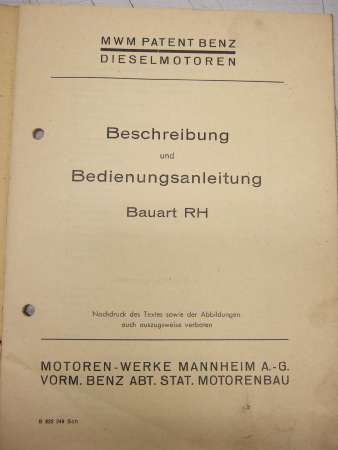 MWM PATENT BENZ
DIESELMOTOREN
Beschreibung
und
Bedienungsanleitung
Bauart RH
Nachdruck des Textes sowie der Abbildungen
auch auszugsweise verboten
MOTOREN-WERKE MANNHEIM A.-G.
VORM. BENZ ABT. STAT. MOTORENBAU